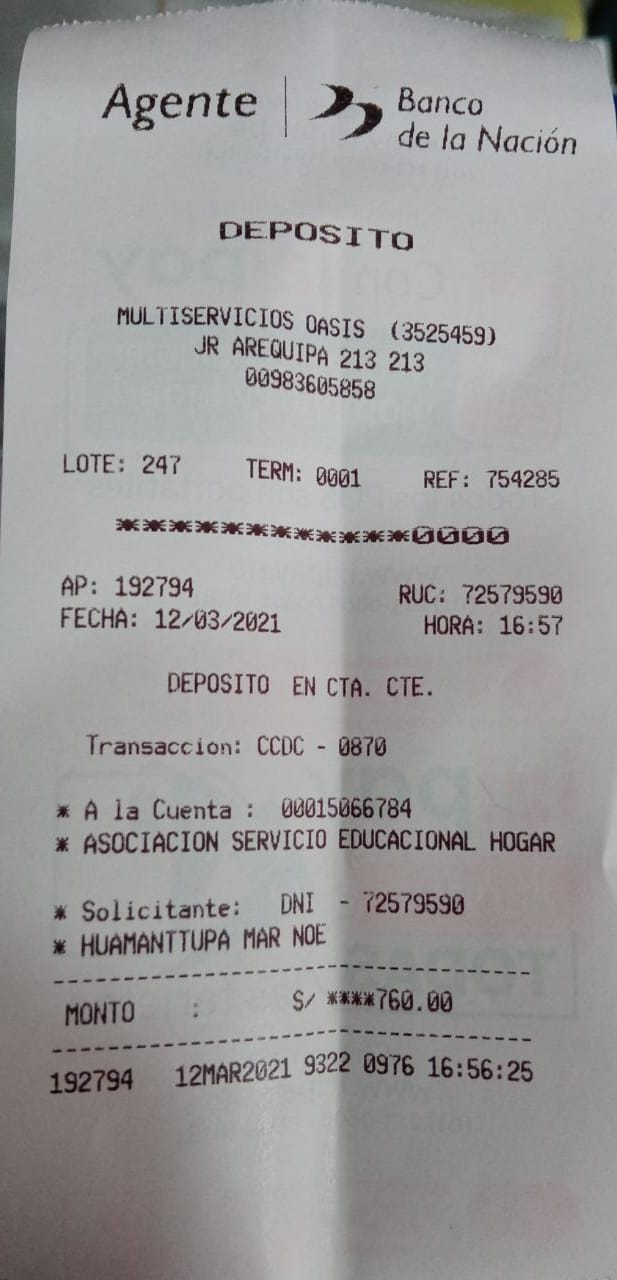 Agente | Banco
de la Nación
DEPOSITO
MULTISERVICIOS OASIS (3525459)
JR AREQUIPA 213 213
00983605858
LOTE: 247 TERM: 0001 REF: 754285
***************0000
AP: 192794 RUC: 72579590
FECHA: 12/03/2021 HORA: 16:57
DEPOSITO EN CTA. CTE.
Transaccion: CCDC - 0870
* A la Cuenta : 00015066784
* ASOCIACION SERVICIO EDUCACIONAL HOGAR
* Solicitante: DNI - 72579590
* HUAMANTTUPA MAR NOE
MONTO : S/ ****760.00
192794 12MAR2021 9322 0976 16:56:25